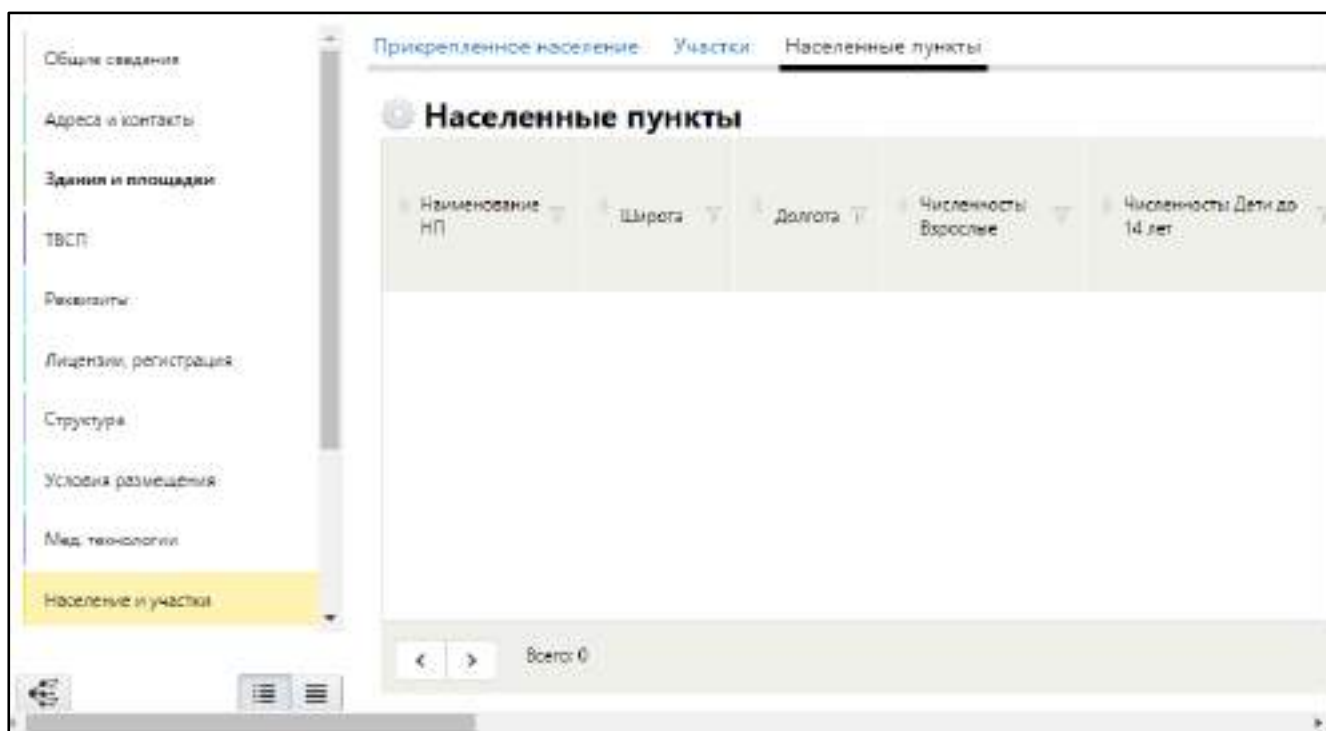 Общие сведения
Адреса и контакты
Здания и площадки
ТВСП
Реквизиты
Лицензии, регистрация
Структура
Условия размещения
Мед. технологии
Население и участки
Прикрепленное население Участки Населенные пункты
Населенные пункты
Наименование НП
Широта
Долгота
Численность Взрослые
Численность Дети до 14 лет
Всего: 0